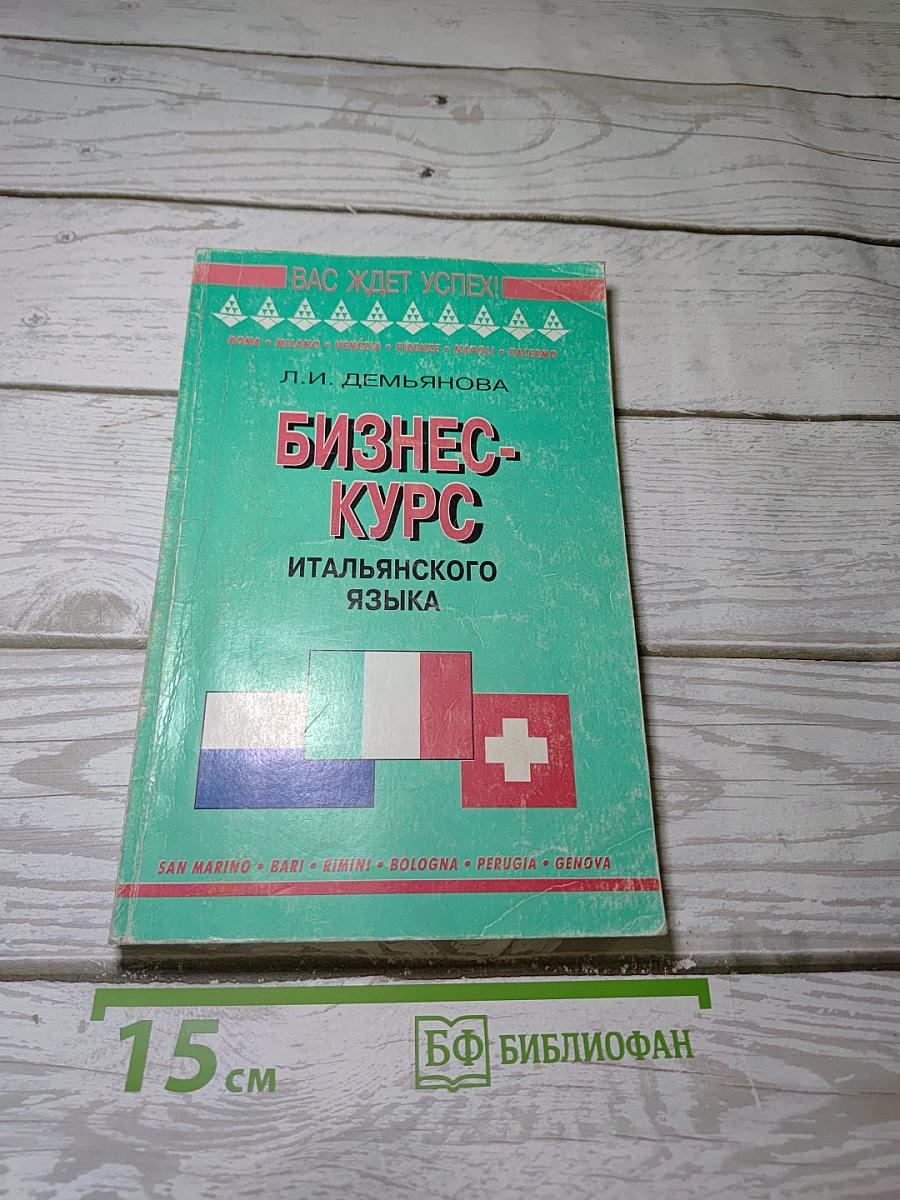 ВАС ЖДЕТ УСПЕХ!
ROMA • MILANO • VENEZIA • FIRENZE • NAPOLI • PALERMO
Л.И. ДЕМЬЯНОВА
БИЗНЕС-
КУРС
ИТАЛЬЯНСКОГО
ЯЗЫКА
SAN MARINO • BARI • RIMINI • BOLOGNA • PERUGIA • GENOVA
15 см
БФ БИБЛИОФАН